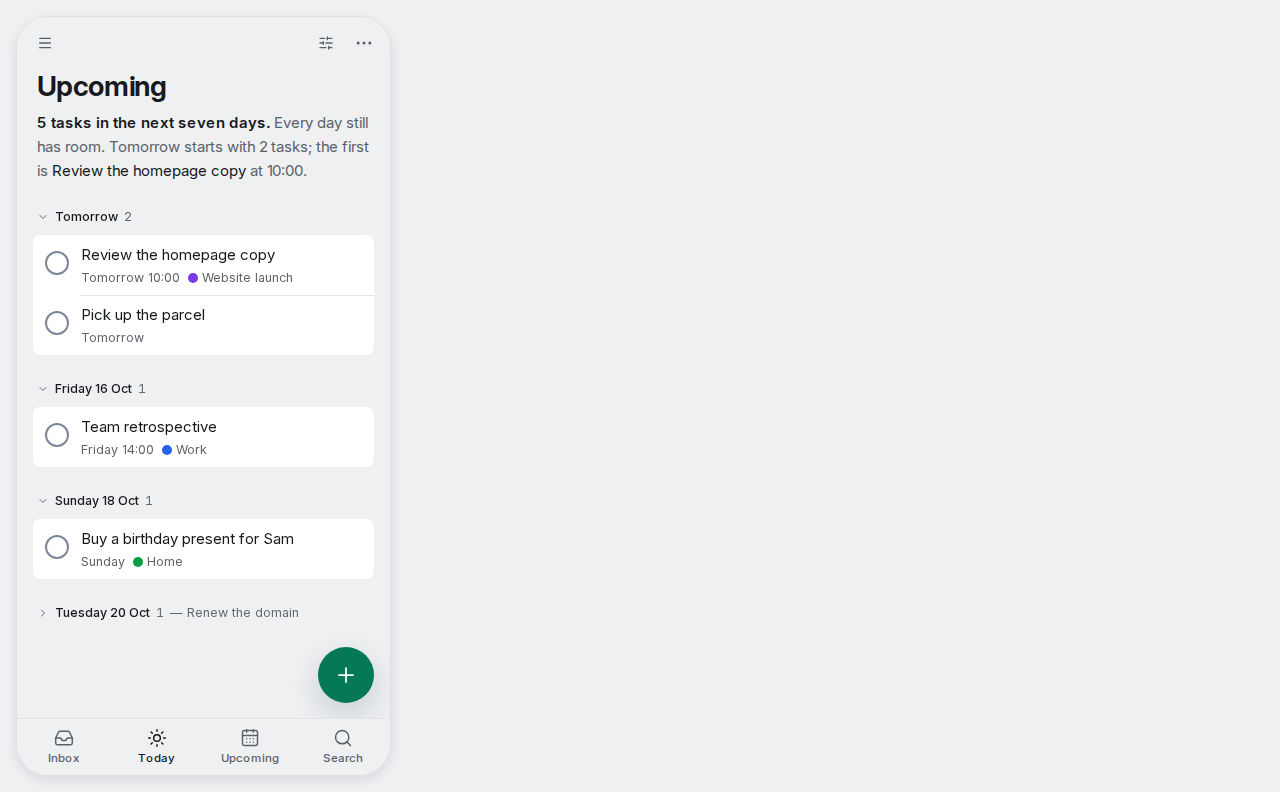 Upcoming
5 tasks in the next seven days. Every day still
has room. Tomorrow starts with 2 tasks; the first
is Review the homepage copy at 10:00.
Tomorrow 2
Review the homepage copy
Tomorrow 10:00 Website launch
Pick up the parcel
Tomorrow
Friday 16 Oct 1
Team retrospective
Friday 14:00 Work
Sunday 18 Oct 1
Buy a birthday present for Sam
Sunday Home
Tuesday 20 Oct 1 — Renew the domain
Inbox Today Upcoming Search